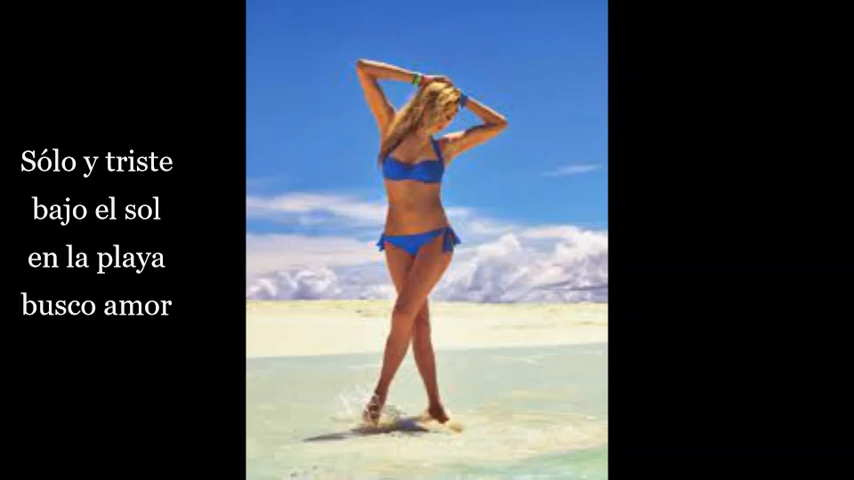 Sólo y triste
bajo el sol
en la playa
busco amor